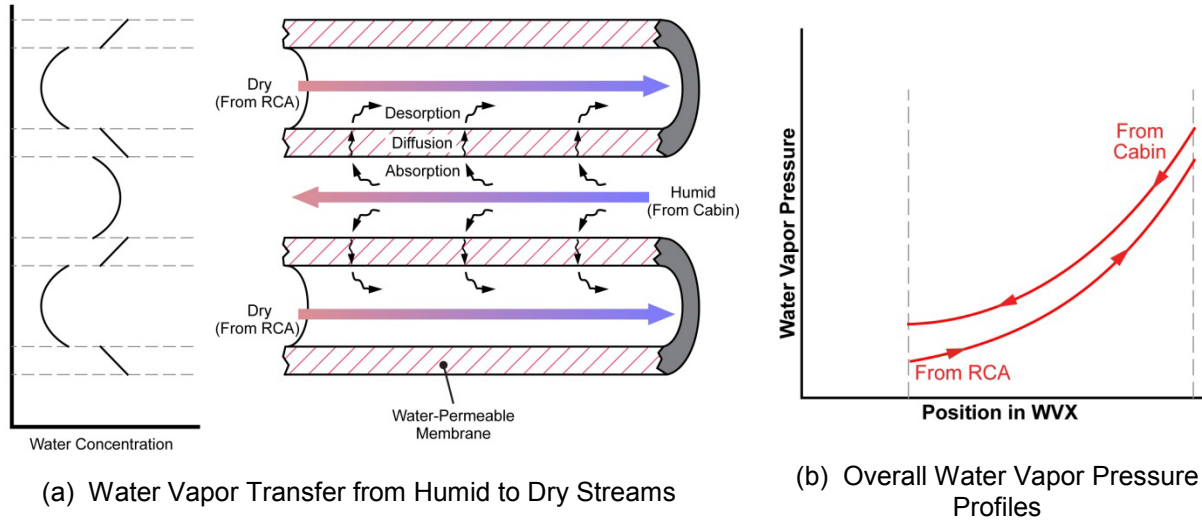 Water Concentration
Dry
(From RCA)
Desorption
Diffusion
Absorption
Humid
(From Cabin)
Dry
(From RCA)
Water-Permeable
Membrane
(a) Water Vapor Transfer from Humid to Dry Streams
Water Vapor Pressure
From
Cabin
From RCA
Position in WVX
(b) Overall Water Vapor Pressure
Profiles